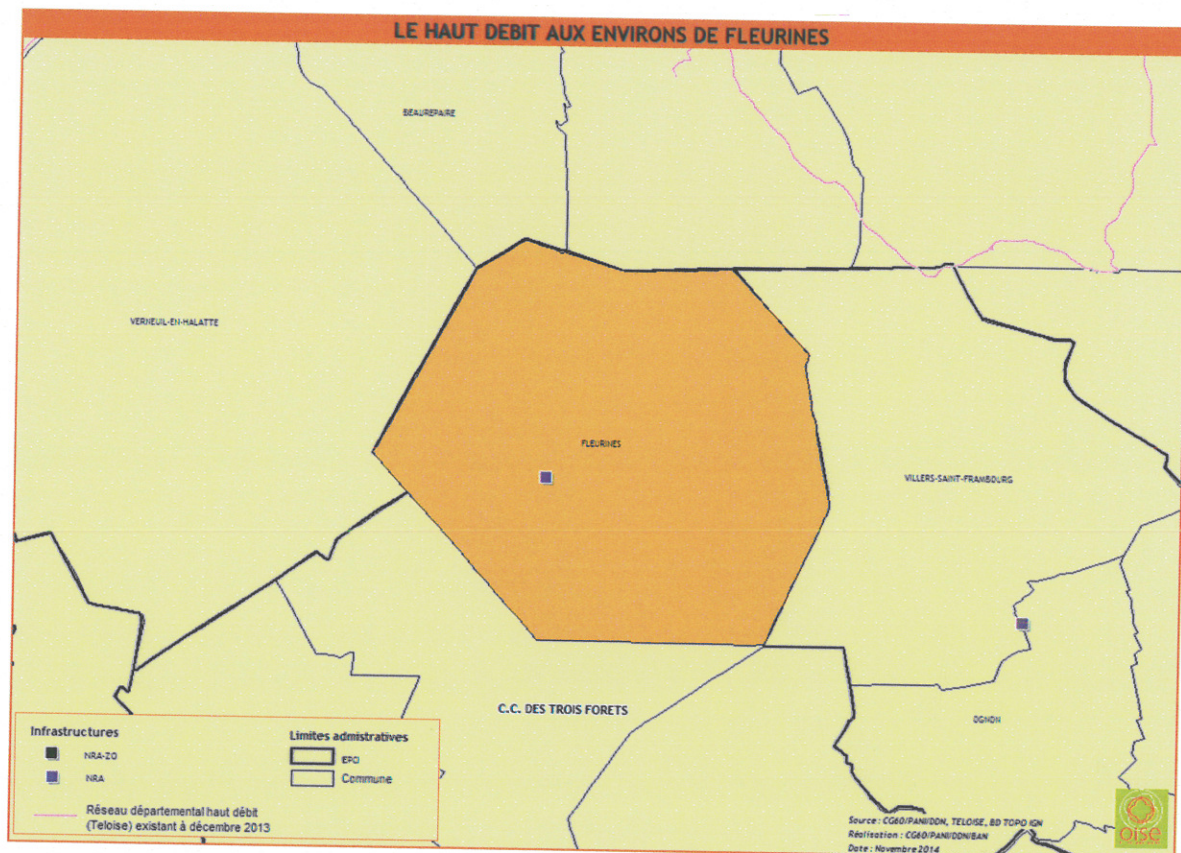 LE HAUT DEBIT AUX ENVIRONS DE FLEURINES
BEAUREPAIRE
VERNEUIL-EN-HALATTE
FLEURINES
VILLERS-SAINT-FRAMBOURG
C.C. DES TROIS FORETS
OGNON
Infrastructures
NRA-ZO
NRA
Réseau départemental haut débit
(Teloise) existant à décembre 2013
Limites admistratives
EPCI
Commune
Source : CG60/PANI/DDN, TELOISE, BD TOPO IGN
Réalisation : CG60/PANI/DDN/BAN
Date : Novembre 2014
oise